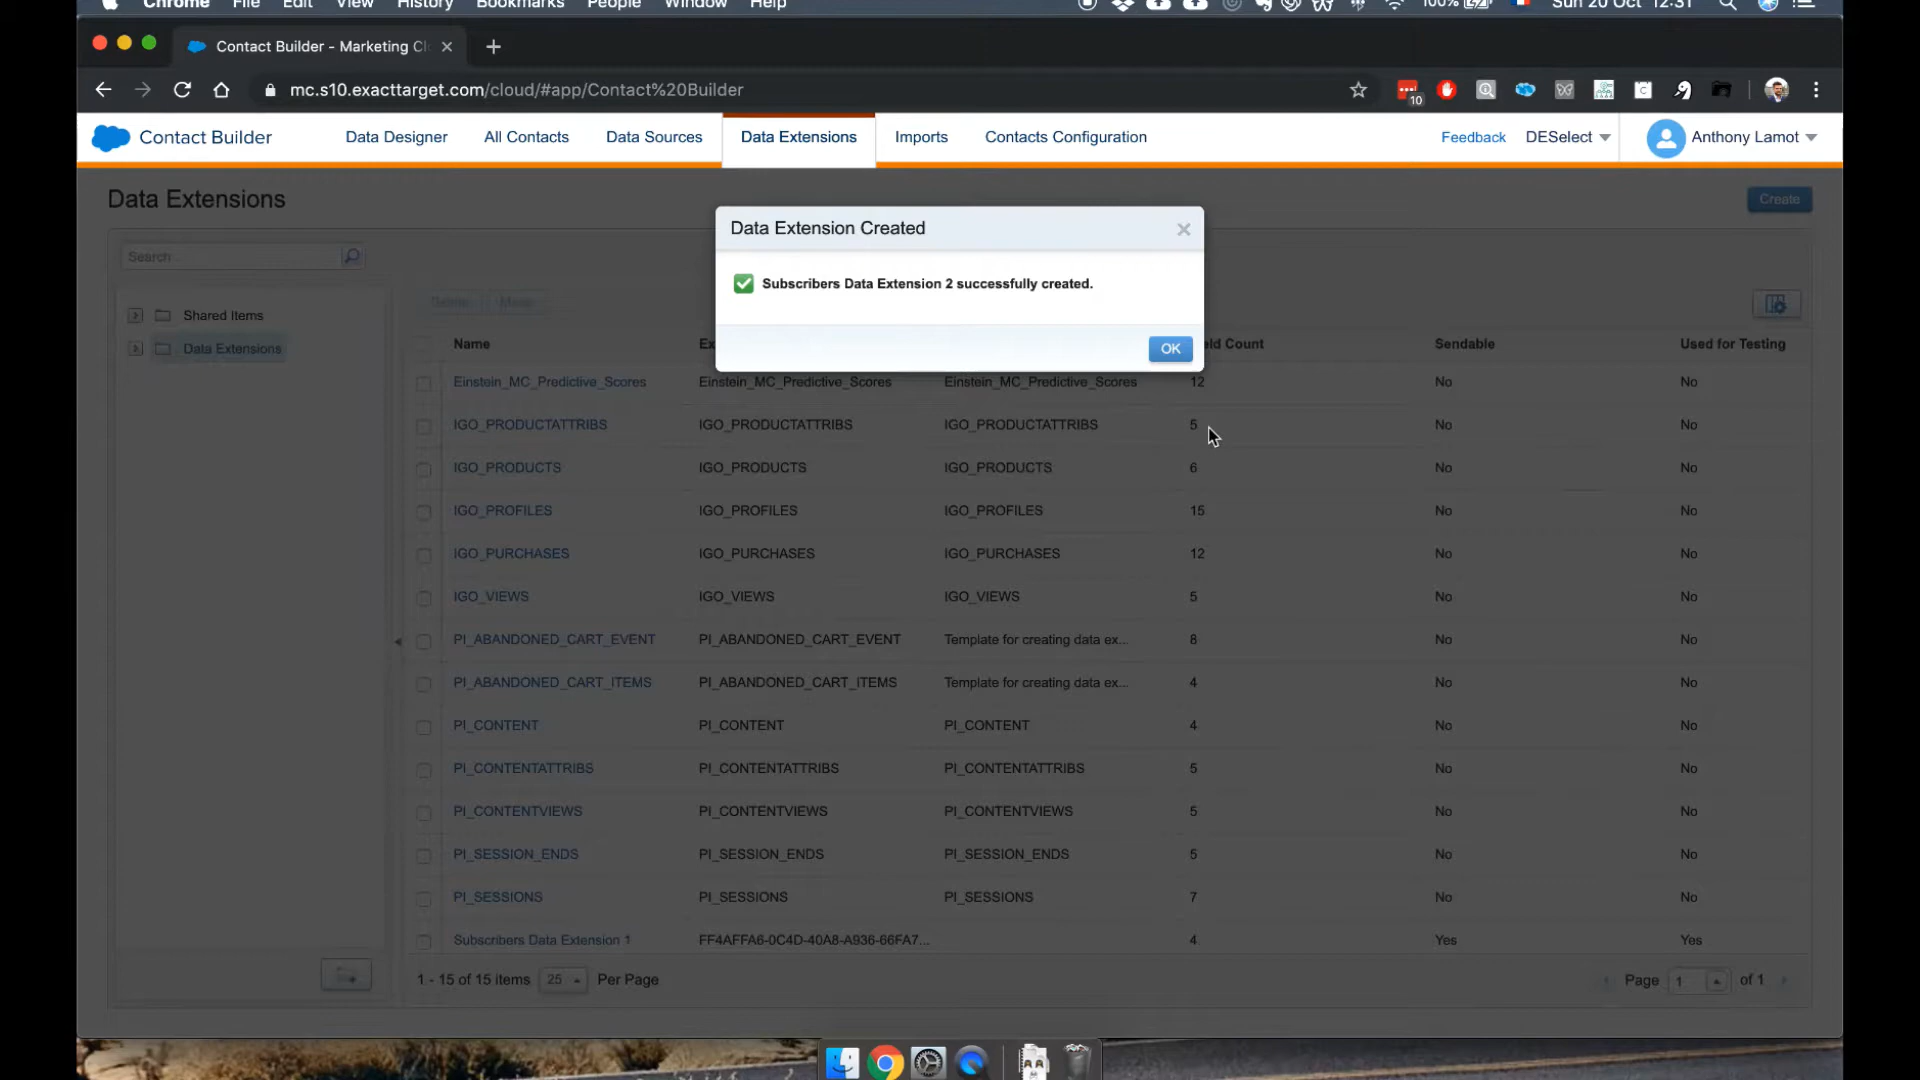 Chrome File Edit View History Bookmarks People Window Help 100% Sun 20 Oct 12:31
Contact Builder - Marketing Cl
mc.s10.exacttarget.com/cloud/#app/Contact%20Builder 10
Contact Builder Data Designer All Contacts Data Sources Data Extensions Imports Contacts Configuration Feedback DESelect Anthony Lamot
Data Extensions Create
Data Extension Created
Search
Subscribers Data Extension 2 successfully created.
Shared Items Delete Move
Name Ex ld Count Sendable Used for Testing
Data Extensions OK
Einstein_MC_Predictive_Scores Einstein_MC_Predictive_Scores Einstein_MC_Predictive_Scores 12 No No
IGO_PRODUCTATTRIBS IGO_PRODUCTATTRIBS IGO_PRODUCTATTRIBS 5 No No
IGO_PRODUCTS IGO_PRODUCTS IGO_PRODUCTS 6 No No
IGO_PROFILES IGO_PROFILES IGO_PROFILES 15 No No
IGO_PURCHASES IGO_PURCHASES IGO_PURCHASES 12 No No
IGO_VIEWS IGO_VIEWS IGO_VIEWS 5 No No
PI_ABANDONED_CART_EVENT PI_ABANDONED_CART_EVENT Template for creating data ex... 8 No No
PI_ABANDONED_CART_ITEMS PI_ABANDONED_CART_ITEMS Template for creating data ex... 4 No No
PI_CONTENT PI_CONTENT PI_CONTENT 4 No No
PI_CONTENTATTRIBS PI_CONTENTATTRIBS PI_CONTENTATTRIBS 5 No No
PI_CONTENTVIEWS PI_CONTENTVIEWS PI_CONTENTVIEWS 5 No No
PI_SESSION_ENDS PI_SESSION_ENDS PI_SESSION_ENDS 5 No No
PI_SESSIONS PI_SESSIONS PI_SESSIONS 7 No No
Subscribers Data Extension 1 FF4AFFA6-0C4D-40A8-A936-66FA7... 4 Yes Yes
1 - 15 of 15 items 25 Per Page Page 1 of 1